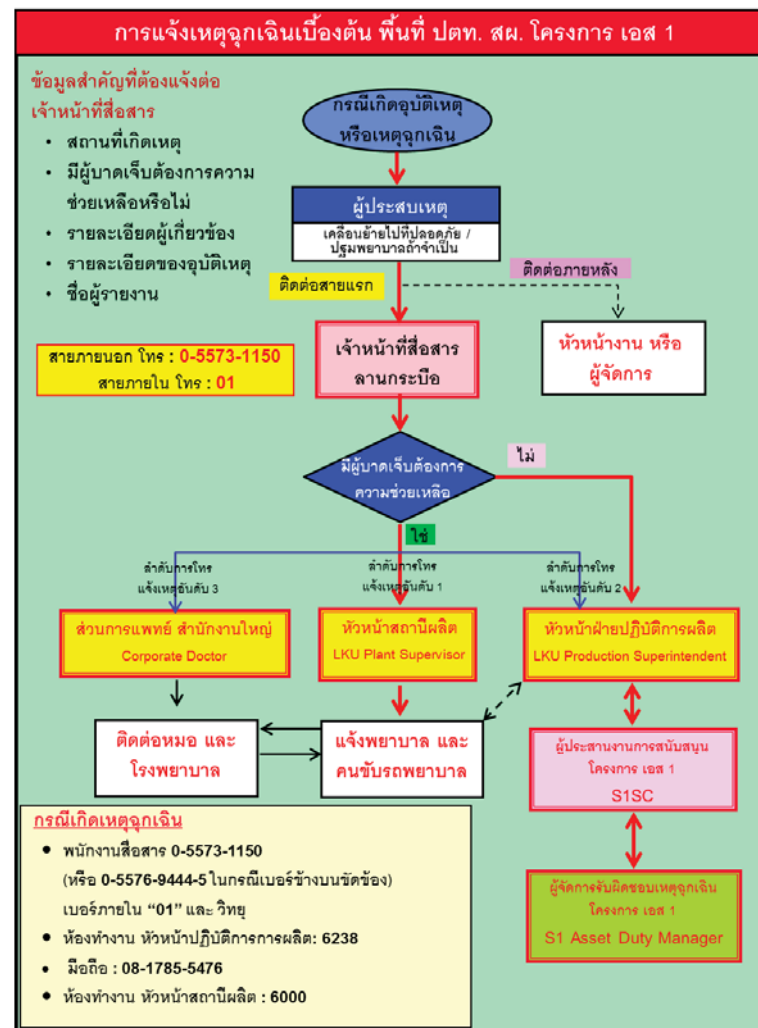 การแจ้งเหตุฉุกเฉินเบื้องต้น พื้นที่ ปตท. สผ. โครงการ เอส 1
ข้อมูลสำคัญที่ต้องแจ้งต่อ
เจ้าหน้าที่สื่อสาร
• สถานที่เกิดเหตุ
• มีผู้บาดเจ็บต้องการความ
ช่วยเหลือหรือไม่
• รายละเอียดผู้เกี่ยวข้อง
• รายละเอียดของอุบัติเหตุ
• ชื่อผู้รายงาน
กรณีเกิดอุบัติเหตุ
หรือเหตุฉุกเฉิน
ผู้ประสบเหตุ
เคลื่อนย้ายไปที่ปลอดภัย /
ปฐมพยาบาลถ้าจำเป็น
ติดต่อสายแรก
ติดต่อภายหลัง
สายภายนอก โทร : 0-5573-1150
สายภายใน โทร : 01
เจ้าหน้าที่สื่อสาร
ลานกระบือ
หัวหน้างาน หรือ
ผู้จัดการ
มีผู้บาดเจ็บต้องการ
ความช่วยเหลือ
ไม่
ใช่
ลำดับการโทร
แจ้งเหตุอันดับ 3
ลำดับการโทร
แจ้งเหตุอันดับ 1
ลำดับการโทร
แจ้งเหตุอันดับ 2
ส่วนการแพทย์ สำนักงานใหญ่
Corporate Doctor
หัวหน้าสถานีผลิต
LKU Plant Supervisor
หัวหน้าฝ่ายปฏิบัติการผลิต
LKU Production Superintendent
ติดต่อหมอ และ
โรงพยาบาล
แจ้งพยาบาล และ
คนขับรถพยาบาล
ผู้ประสานงานการสนับสนุน
โครงการ เอส 1
S1SC
ผู้จัดการรับผิดชอบเหตุฉุกเฉิน
โครงการ เอส 1
S1 Asset Duty Manager
กรณีเกิดเหตุฉุกเฉิน
• พนักงานสื่อสาร 0-5573-1150
(หรือ 0-5576-9444-5 ในกรณีเบอร์ข้างบนขัดข้อง)
เบอร์ภายใน “01” และ วิทยุ
• ห้องทำงาน หัวหน้าปฏิบัติการการผลิต: 6238
• มือถือ : 08-1785-5476
• ห้องทำงาน หัวหน้าสถานีผลิต : 6000